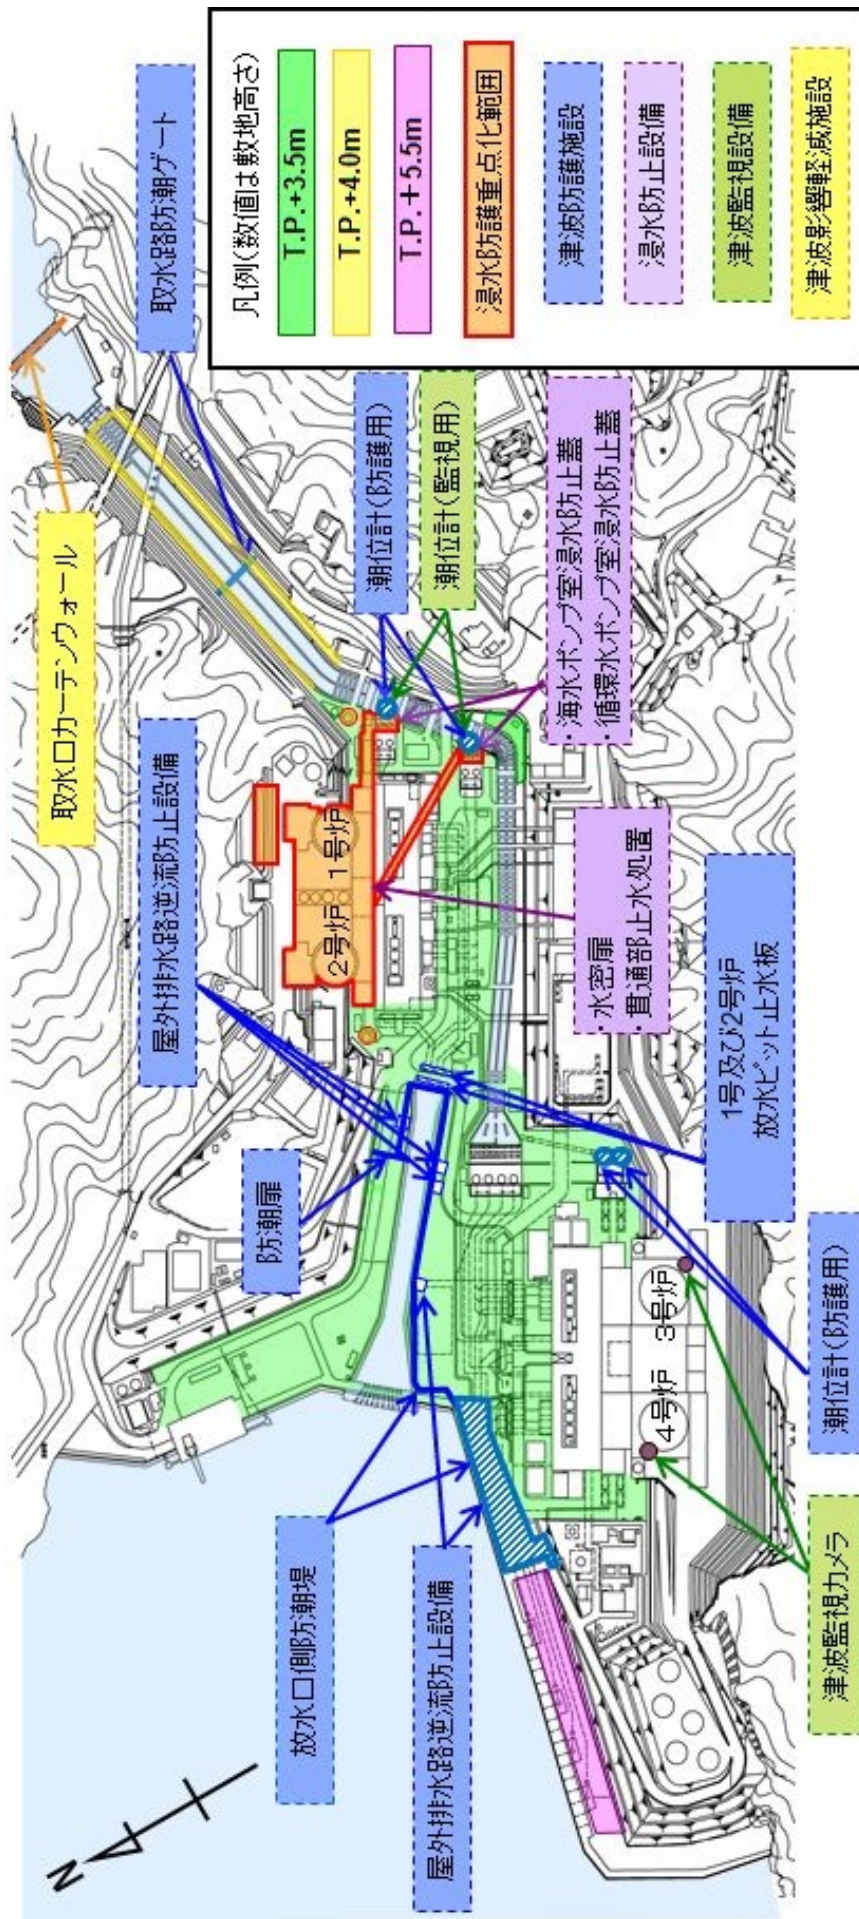 凡例(数値は敷地高さ)
T.P.+3.5m
T.P.+4.0m
T.P.+5.5m
浸水防護重点化範囲
津波防護施設
浸水防止設備
津波監視設備
津波影響軽減施設
取水路防潮ゲート
取水口カーテンウォール
屋外排水路逆流防止設備
防潮扉
放水口側防潮堤
屋外排水路逆流防止設備
N
潮位計(防護用)
潮位計(監視用)
・海水ポンプ室浸水防止蓋
・循環水ポンプ室浸水防止蓋
2号炉
1号炉
・水密扉
・貫通部止水処置
1号及び2号炉
放水ピット止水板
4号炉
3号炉
潮位計(防護用)
津波監視カメラ